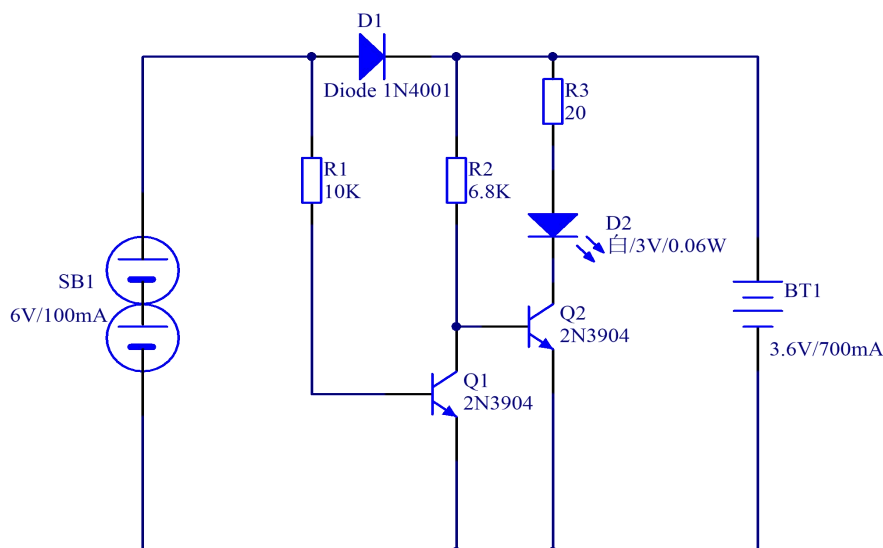 D1
Diode 1N4001
R3
20
R1
10K
R2
6.8K
D2
白/3V/0.06W
SB1
6V/100mA
BT1
3.6V/700mA
Q2
2N3904
Q1
2N3904